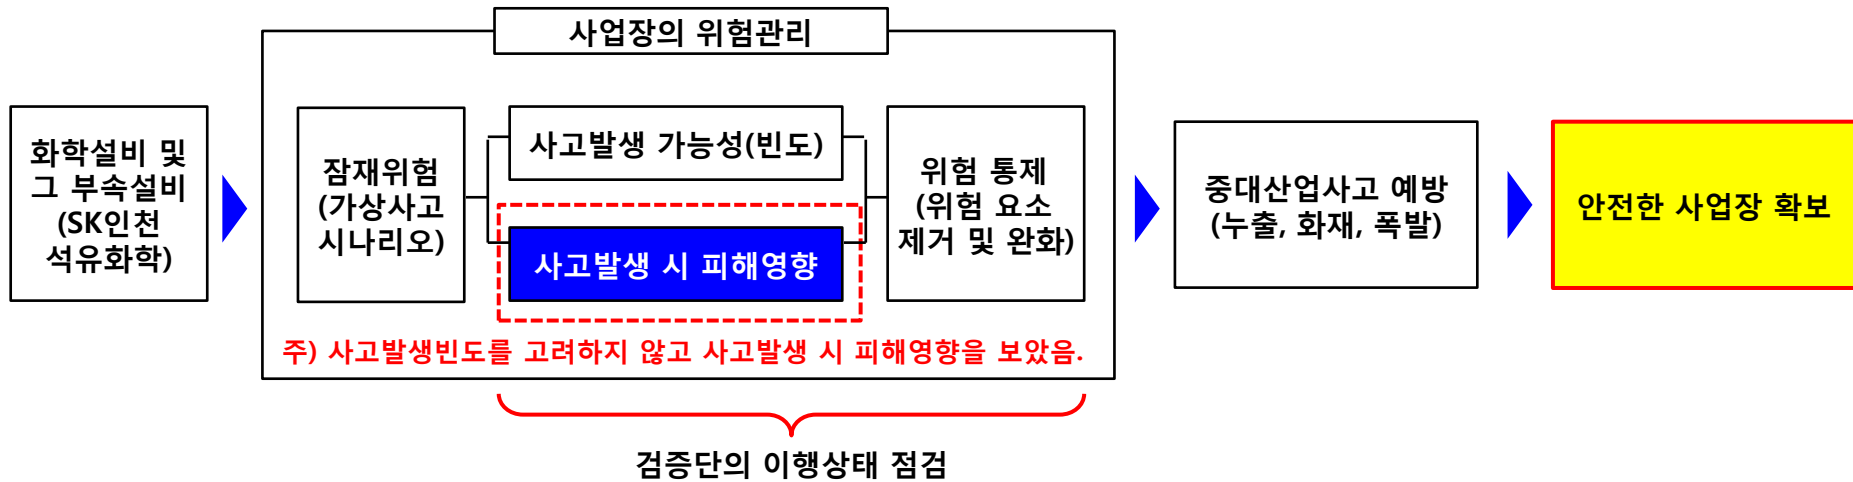 사업장의 위험관리
화학설비 및
그 부속설비
(SK인천
석유화학)
잠재위험
(가상사고
시나리오)
사고발생 가능성(빈도)
사고발생 시 피해영향
위험 통제
(위험 요소
제거 및 완화)
주) 사고발생빈도를 고려하지 않고 사고발생 시 피해영향을 보았음.
중대산업사고 예방
(누출, 화재, 폭발)
안전한 사업장 확보
검증단의 이행상태 점검